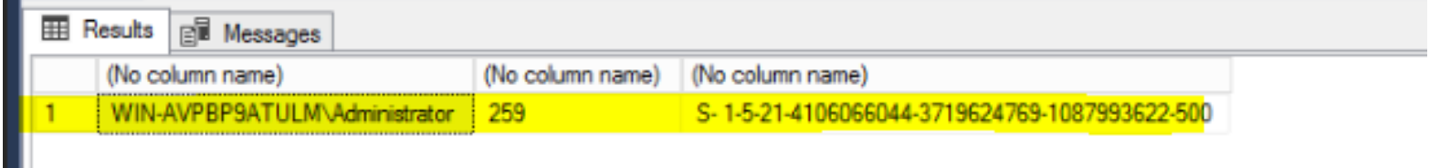 Results Messages
(No column name) (No column name) (No column name)
1 WIN-AVPBP9ATULM\Administrator 259 S- 1-5-21-4106066044-3719624769-1087993622-500